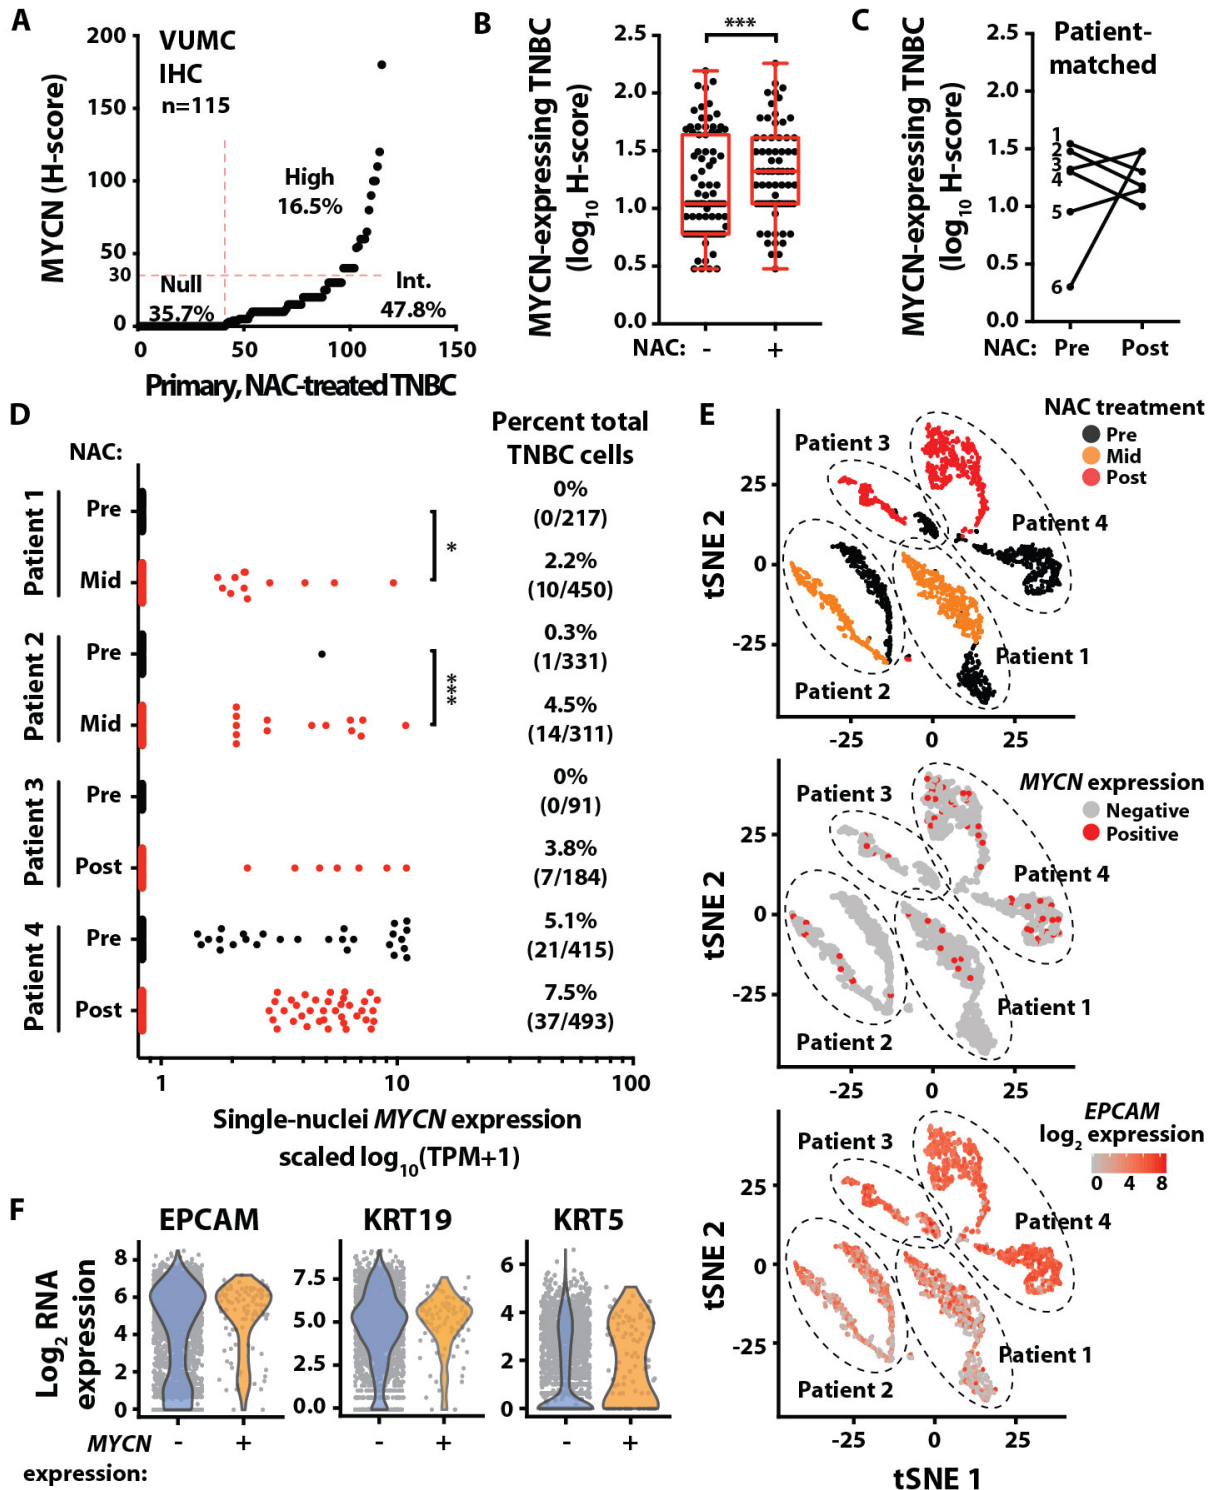 A
VUMC
IHC
n=115
MYCN (H-score)
200
150
100
50
30
0
High
16.5%
Null
35.7%
Int.
47.8%
0
50
100
150
Primary, NAC-treated TNBC
B
***
MYCN-expressing TNBC
(log10 H-score)
2.5
2.0
1.5
1.0
0.5
0.0
NAC:
-
+
C
Patient-
matched
MYCN-expressing TNBC
(log10 H-score)
2.5
2.0
1.5
1.0
0.5
0.0
1
2
3
4
5
6
NAC:
Pre
Post
D
Percent total
TNBC cells
NAC:
Patient 1
Pre
0%
(0/217)
*
Mid
2.2%
(10/450)
Patient 2
Pre
0.3%
(1/331)
***
Mid
4.5%
(14/311)
Patient 3
Pre
0%
(0/91)
Post
3.8%
(7/184)
Patient 4
Pre
5.1%
(21/415)
Post
7.5%
(37/493)
1
10
100
Single-nuclei MYCN expression
scaled log10(TPM+1)
E
NAC treatment
Pre
Mid
Post
Patient 3
Patient 4
Patient 1
Patient 2
tSNE 2
25
0
-25
-25
0
25
MYCN expression
Negative
Positive
Patient 3
Patient 4
Patient 1
Patient 2
tSNE 2
25
0
-25
-25
0
25
EPCAM
log2 expression
0 4 8
Patient 3
Patient 4
Patient 1
Patient 2
tSNE 2
25
0
-25
-25
0
25
tSNE 1
F
EPCAM
KRT19
KRT5
Log2 RNA
expression
8
6
4
2
0
7.5
5.0
2.5
0.0
6
4
2
0
MYCN
expression:
-
+
-
+
-
+